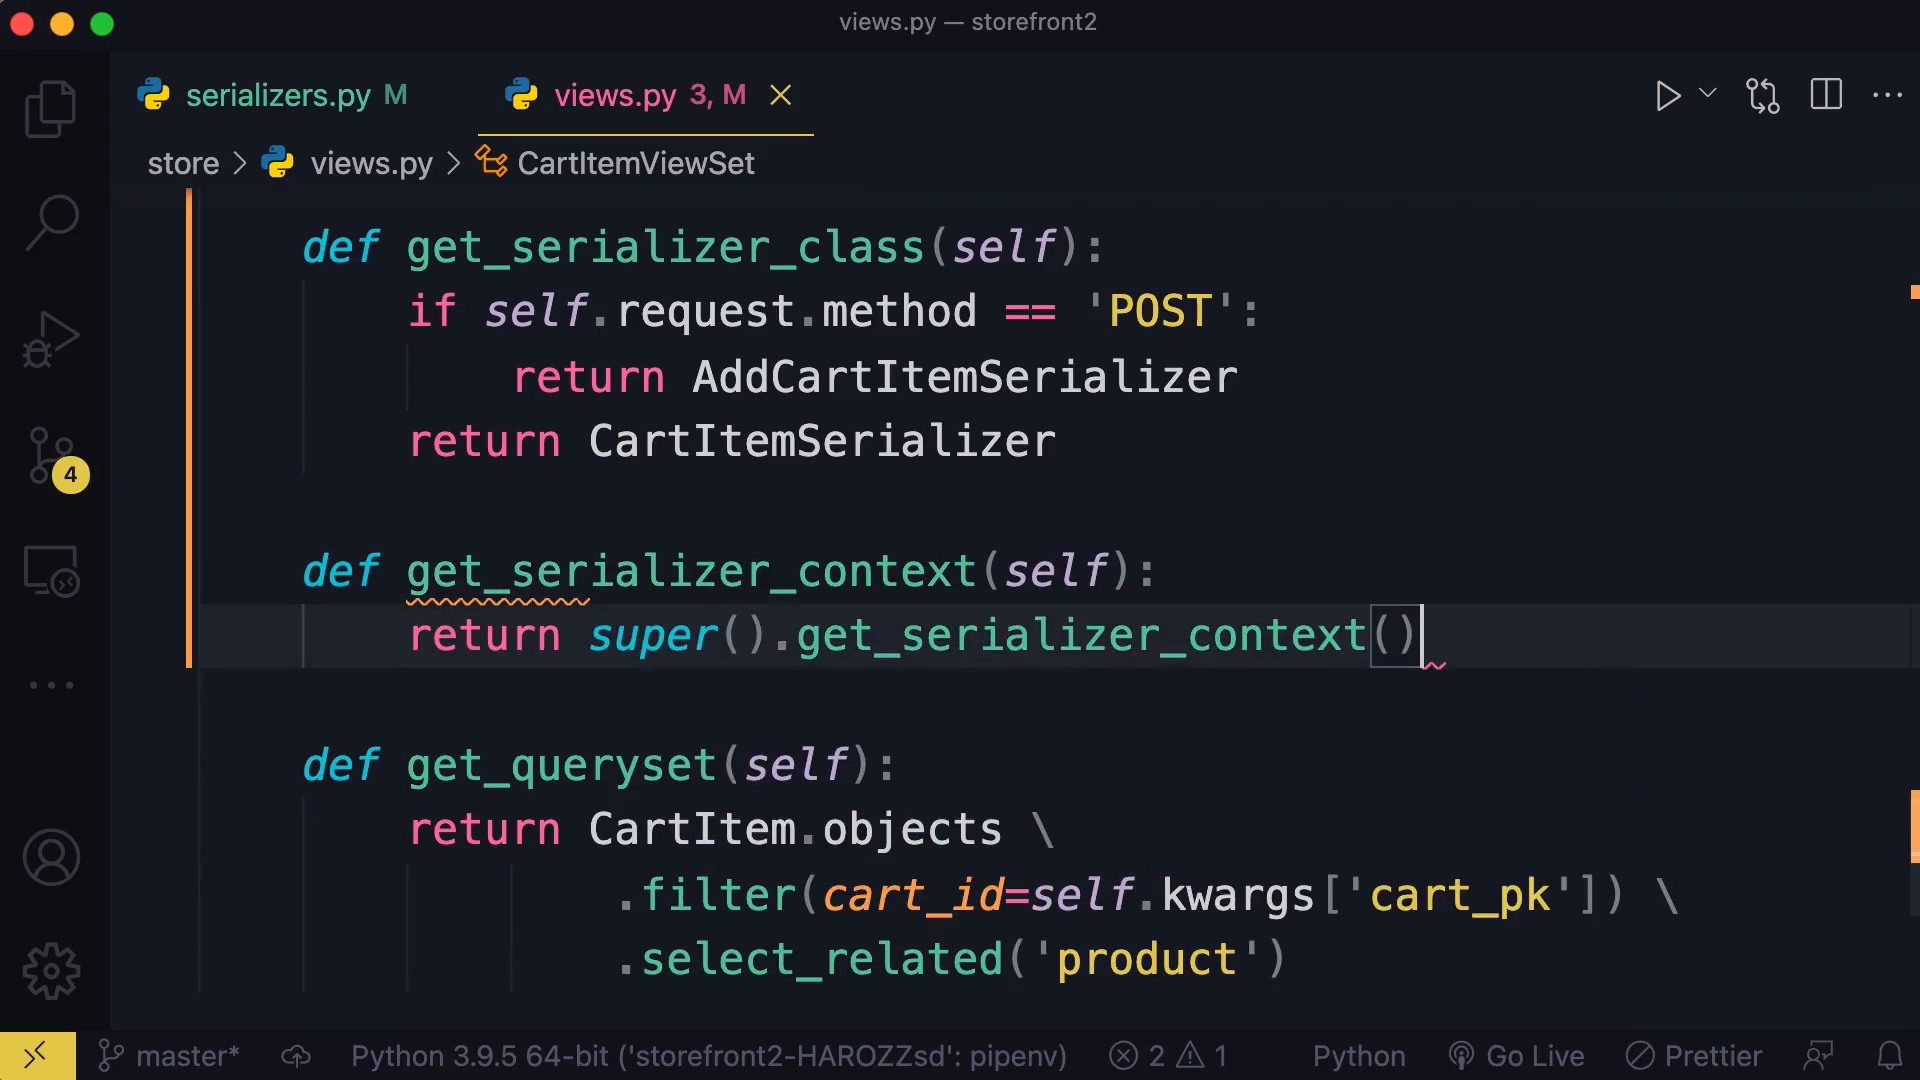 views.py — storefront2
serializers.py M
views.py 3, M
store > views.py > CartItemViewSet
def get_serializer_class(self):
if self.request.method == 'POST':
return AddCartItemSerializer
return CartItemSerializer
def get_serializer_context(self):
return super().get_serializer_context()
def get_queryset(self):
return CartItem.objects \
.filter(cart_id=self.kwargs['cart_pk']) \
.select_related('product')
4
master* Python 3.9.5 64-bit ('storefront2-HAROZZsd': pipenv) 2 1 Python Go Live Prettier